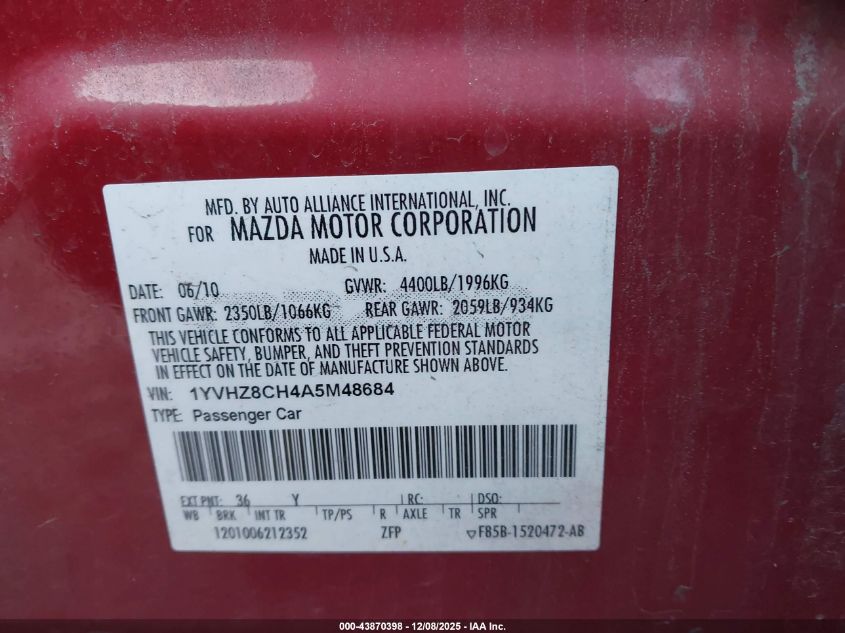 MFD. BY AUTO ALLIANCE INTERNATIONAL, INC.
FOR MAZDA MOTOR CORPORATION
MADE IN U.S.A.
DATE: 06/10 GVWR: 4400LB/1996KG
FRONT GAWR: 2350LB/1066KG REAR GAWR: 2059LB/934KG
THIS VEHICLE CONFORMS TO ALL APPLICABLE FEDERAL MOTOR
VEHICLE SAFETY, BUMPER, AND THEFT PREVENTION STANDARDS
IN EFFECT ON THE DATE OF MANUFACTURE SHOWN ABOVE.
VIN: 1YVHZ8CH4A5M48684
TYPE: Passenger Car
EXT PNT: 36 Y RC: DSO:
WB BRK INT TR TP/PS R AXLE TR SPR
1201006212352 ZFP ▽F85B-1520472-AB
000-43870398 - 12/08/2025 - IAA Inc.